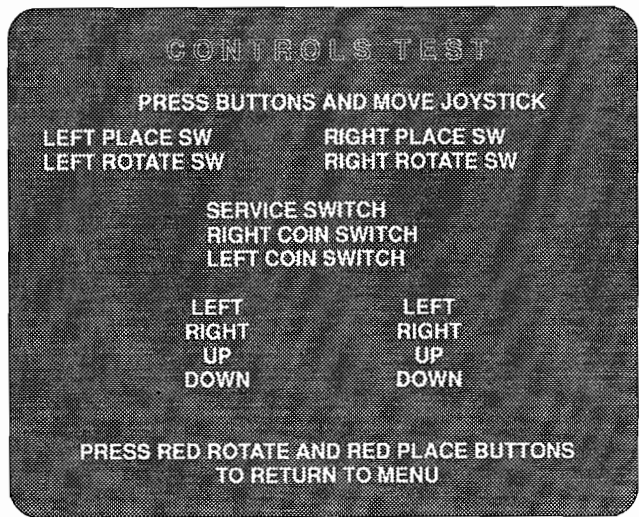 CONTROLS TEST
PRESS BUTTONS AND MOVE JOYSTICK
LEFT PLACE SW RIGHT PLACE SW
LEFT ROTATE SW RIGHT ROTATE SW
SERVICE SWITCH
RIGHT COIN SWITCH
LEFT COIN SWITCH
LEFT LEFT
RIGHT RIGHT
UP UP
DOWN DOWN
PRESS RED ROTATE AND RED PLACE BUTTONS
TO RETURN TO MENU